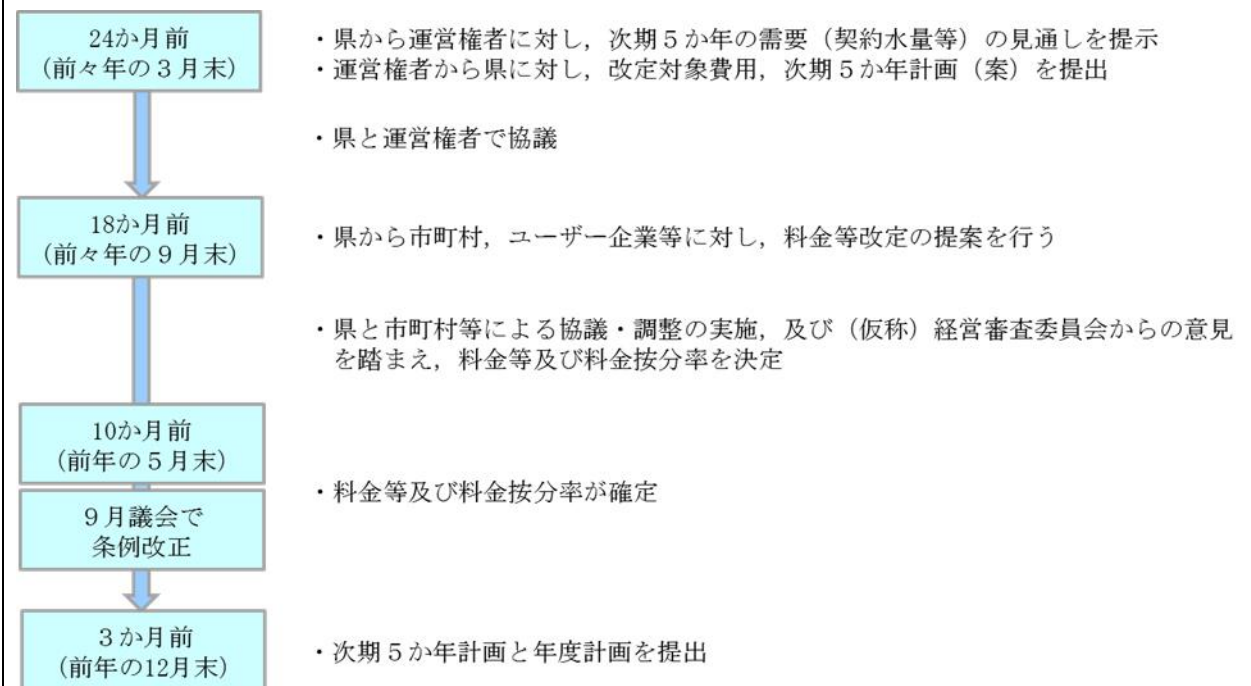 24か月前
(前々年の３月末)
・県から運営権者に対し，次期５か年の需要（契約水量等）の見通しを提示
・運営権者から県に対し，改定対象費用，次期５か年計画（案）を提出
・県と運営権者で協議
18か月前
(前々年の９月末)
・県から市町村，ユーザー企業等に対し，料金等改定の提案を行う
・県と市町村等による協議・調整の実施，及び（仮称）経営審査委員会からの意見
を踏まえ，料金等及び料金按分率を決定
10か月前
(前年の５月末)
・料金等及び料金按分率が確定
９月議会で
条例改正
３か月前
(前年の12月末)
・次期５か年計画と年度計画を提出